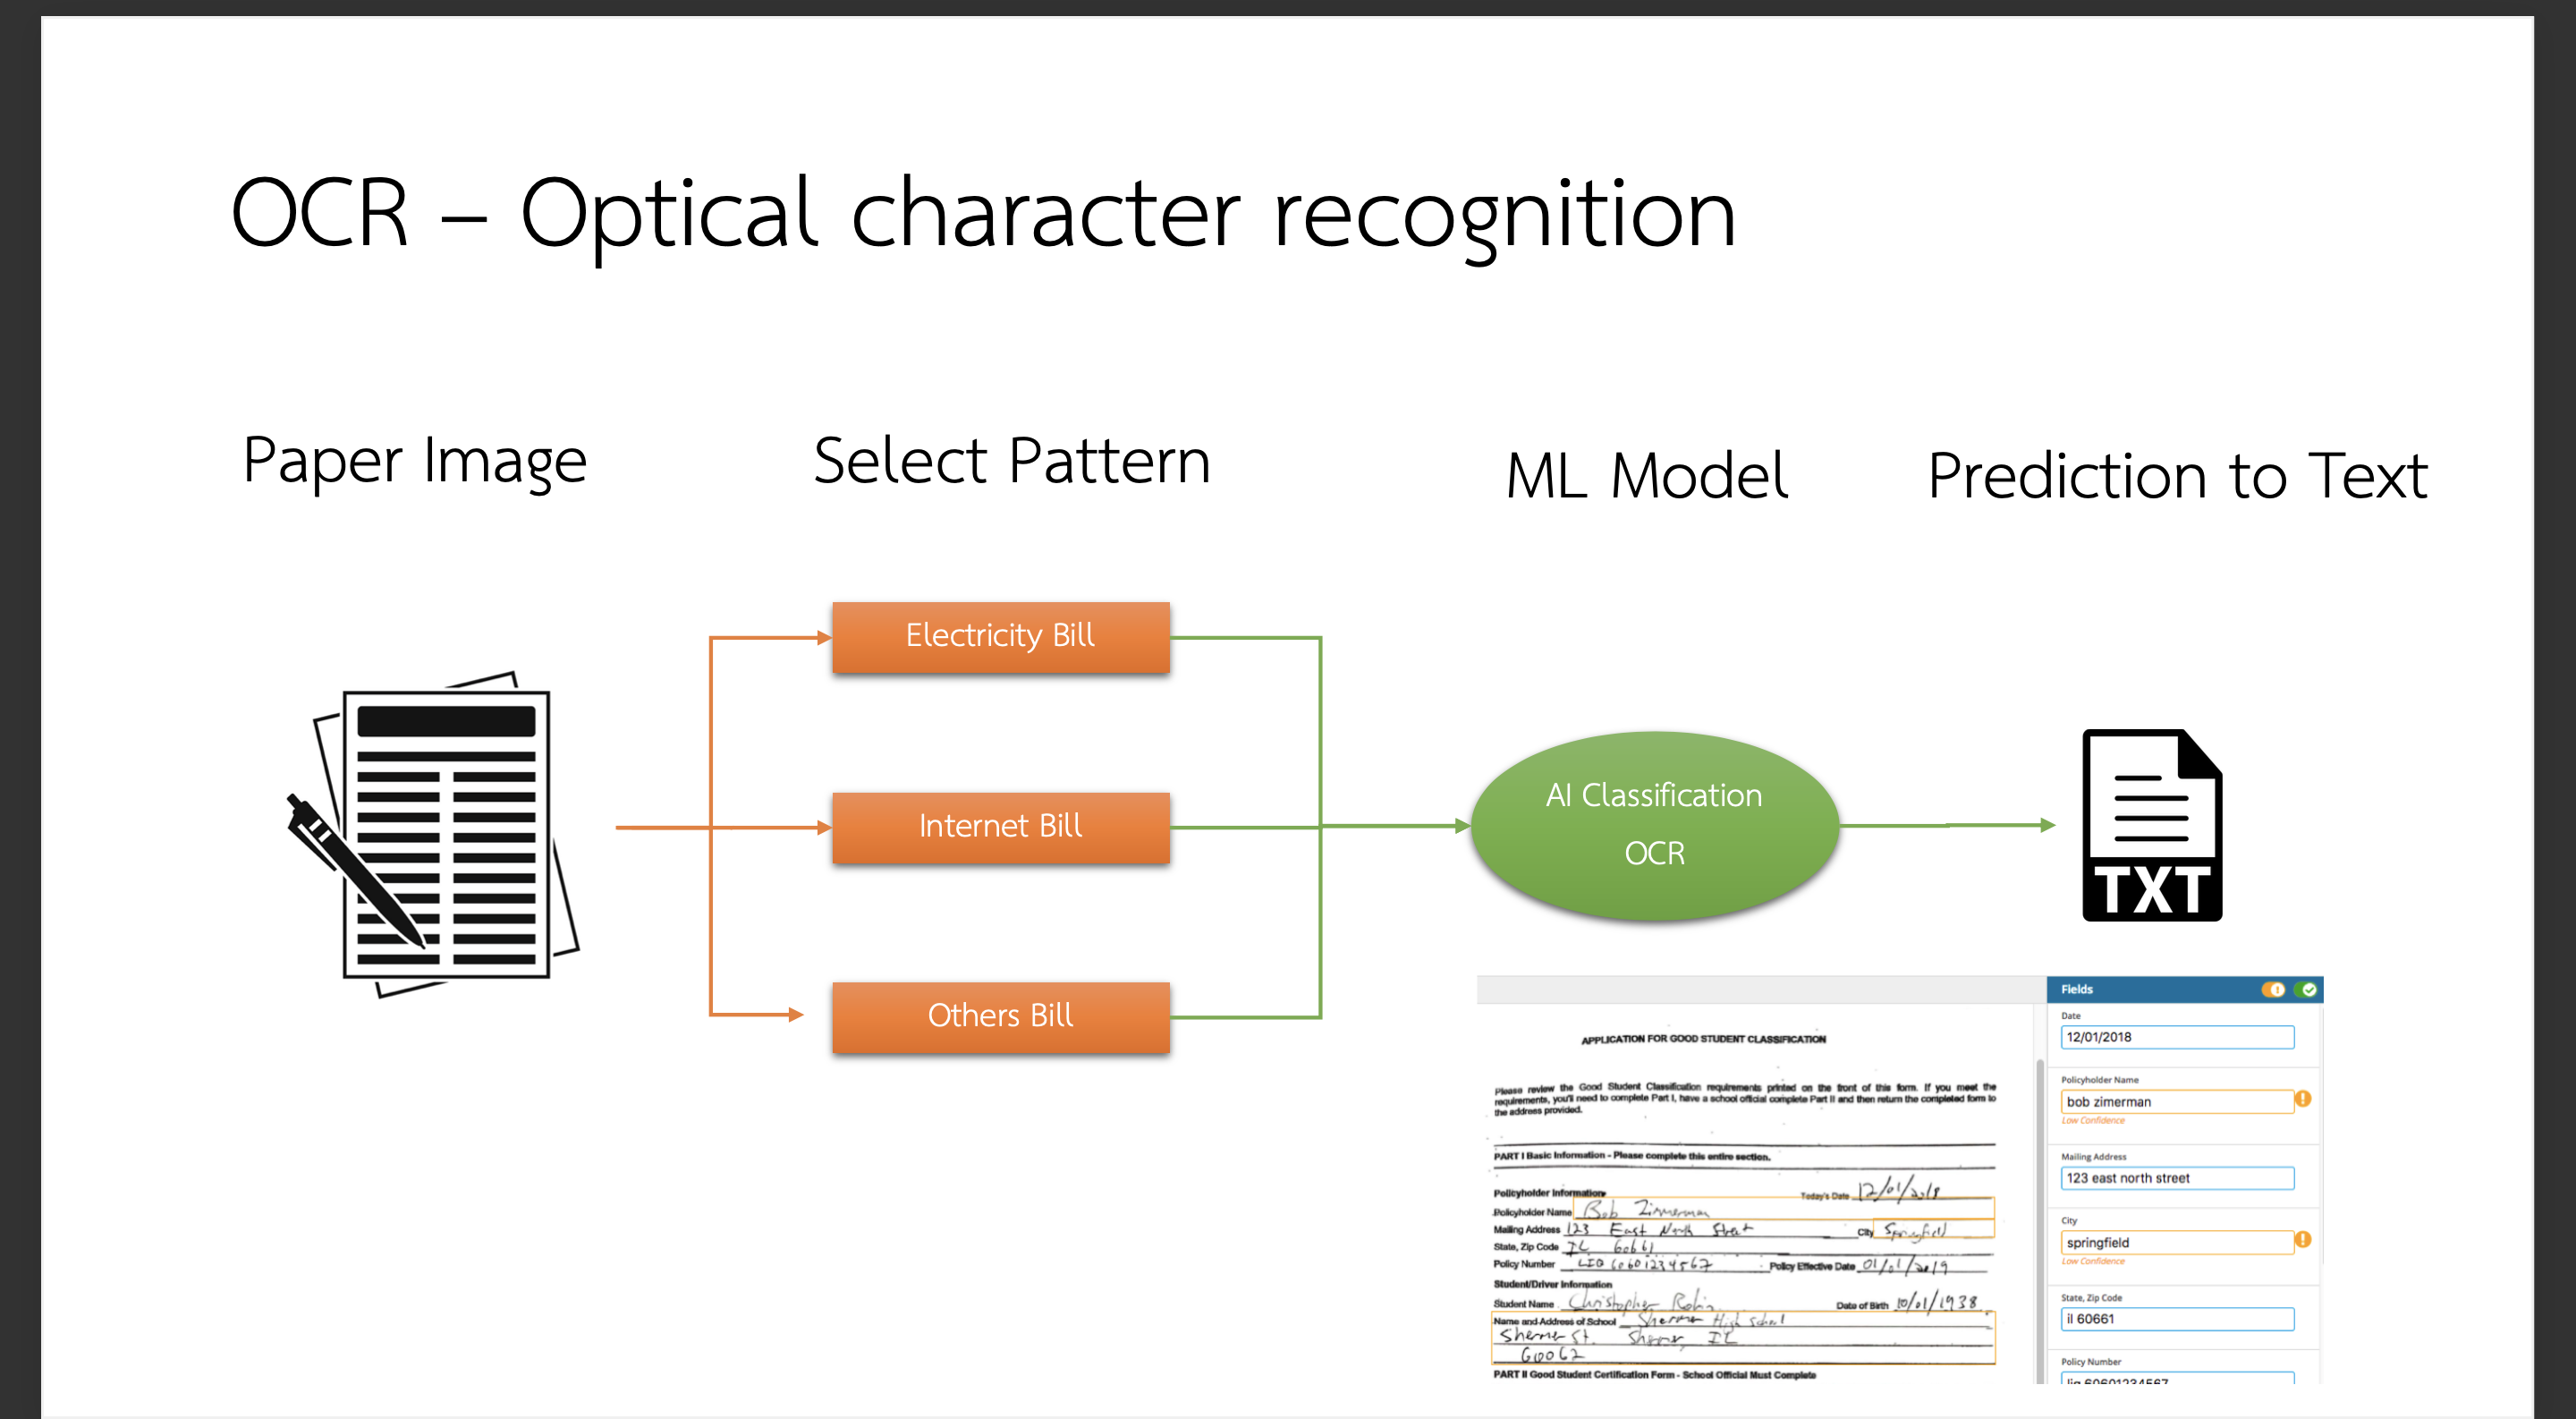 OCR – Optical character recognition
Paper Image
Select Pattern
ML Model
Prediction to Text
Electricity Bill
Internet Bill
Others Bill
AI Classification
OCR
TXT
APPLICATION FOR GOOD STUDENT CLASSIFICATION
Please review the Good Student Classification requirements printed on the front of this form. If you meet the
requirements, you'll need to complete Part I, have a school official complete Part II and then return the completed form to
the address provided.
PART I Basic Information - Please complete this entire section.
Policyholder Information
Today's Date 12/01/2018
Policyholder Name Bob Zimmerman
Mailing Address 123 East North Street City Springfield
State, Zip Code IL 60661
Policy Number LIQ 60601234567 Policy Effective Date 01/01/2019
Student/Driver Information
Student Name Christopher Robin Date of Birth 10/01/1938
Name and Address of School Shermer High School
Shermer St. Shermer, IL
60062
PART II Good Student Certification Form - School Official Must Complete
Fields
Date
12/01/2018
Policyholder Name
bob zimerman
Low Confidence
Mailing Address
123 east north street
City
springfield
Low Confidence
State, Zip Code
il 60661
Policy Number
liq 60601234567